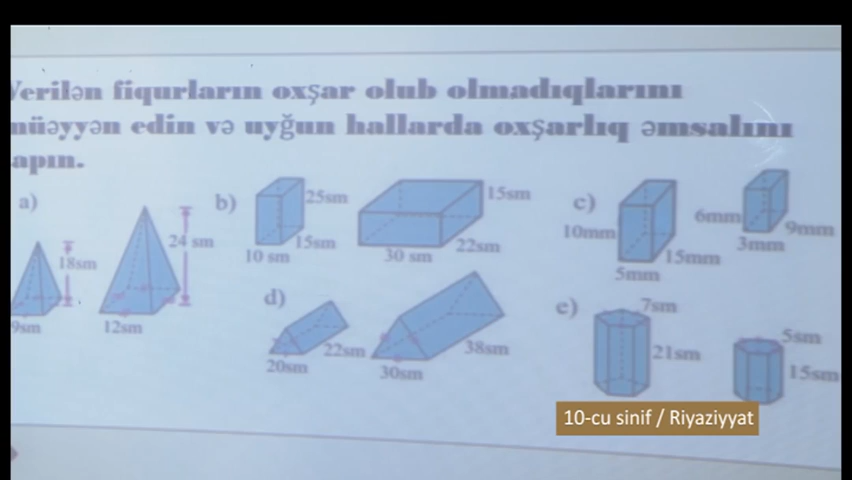 Verilən fiqurların oxşar olub olmadıqlarını
müəyyən edin və uyğun hallarda oxşarlıq əmsalını
tapın.
a)
18sm
9sm
24 sm
12sm
b)
25sm
15sm
10 sm
15sm
30 sm
22sm
c)
10mm
15mm
5mm
6mm
9mm
3mm
d)
22sm
20sm
38sm
30sm
e)
7sm
21sm
5sm
15sm
10-cu sinif / Riyaziyyat